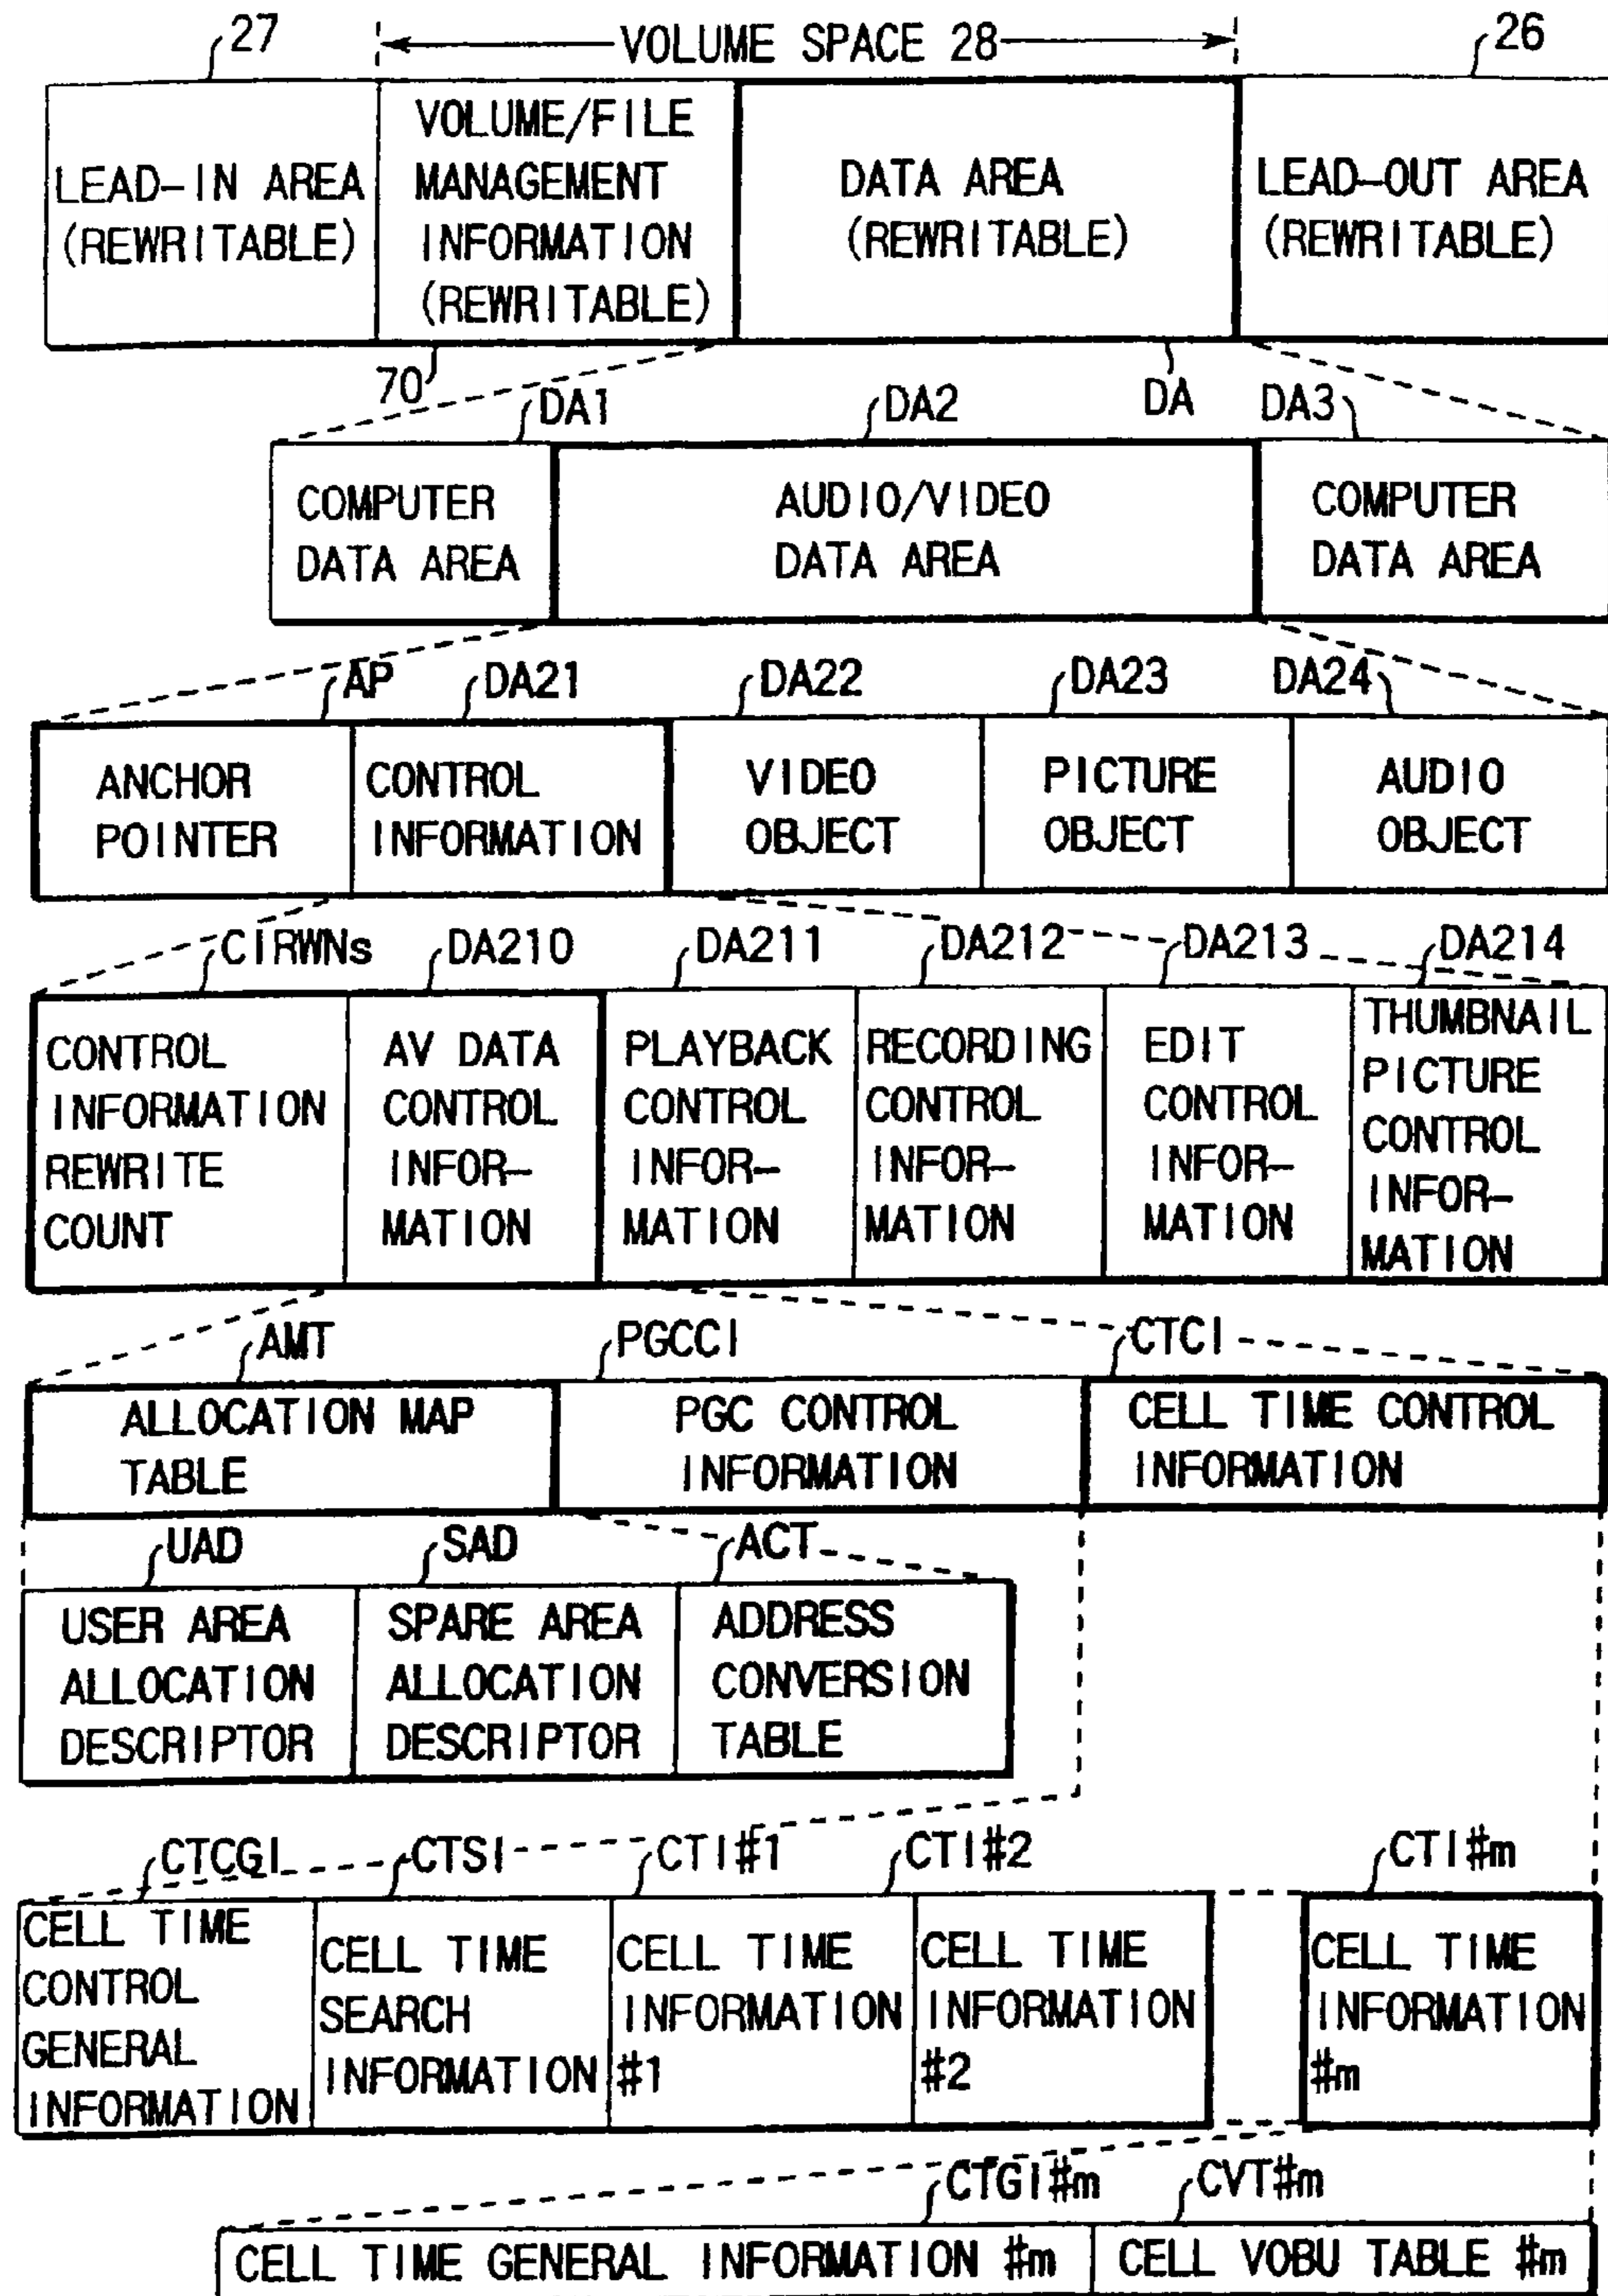 27
VOLUME SPACE 28
26
LEAD-IN AREA
(REWRITABLE)
VOLUME/FILE
MANAGEMENT
INFORMATION
(REWRITABLE)
DATA AREA
(REWRITABLE)
LEAD-OUT AREA
(REWRITABLE)
70
DA1
DA2
DA
DA3
COMPUTER
DATA AREA
AUDIO/VIDEO
DATA AREA
COMPUTER
DATA AREA
AP
DA21
DA22
DA23
DA24
ANCHOR
POINTER
CONTROL
INFORMATION
VIDEO
OBJECT
PICTURE
OBJECT
AUDIO
OBJECT
CIRWNs
DA210
DA211
DA212
DA213
DA214
CONTROL
INFORMATION
REWRITE
COUNT
AV DATA
CONTROL
INFOR-
MATION
PLAYBACK
CONTROL
INFOR-
MATION
RECORDING
CONTROL
INFOR-
MATION
EDIT
CONTROL
INFOR-
MATION
THUMBNAIL
PICTURE
CONTROL
INFOR-
MATION
AMT
PGCCI
CTCI
ALLOCATION MAP
TABLE
PGC CONTROL
INFORMATION
CELL TIME CONTROL
INFORMATION
UAD
SAD
ACT
USER AREA
ALLOCATION
DESCRIPTOR
SPARE AREA
ALLOCATION
DESCRIPTOR
ADDRESS
CONVERSION
TABLE
CTCGI
CTSI
CTI#1
CTI#2
CTI#m
CELL TIME
CONTROL
GENERAL
INFORMATION
CELL TIME
SEARCH
INFORMATION
CELL TIME
INFORMATION
#1
CELL TIME
INFORMATION
#2
CELL TIME
INFORMATION
#m
CTGI#m
CVT#m
CELL TIME GENERAL INFORMATION #m
CELL VOBU TABLE #m